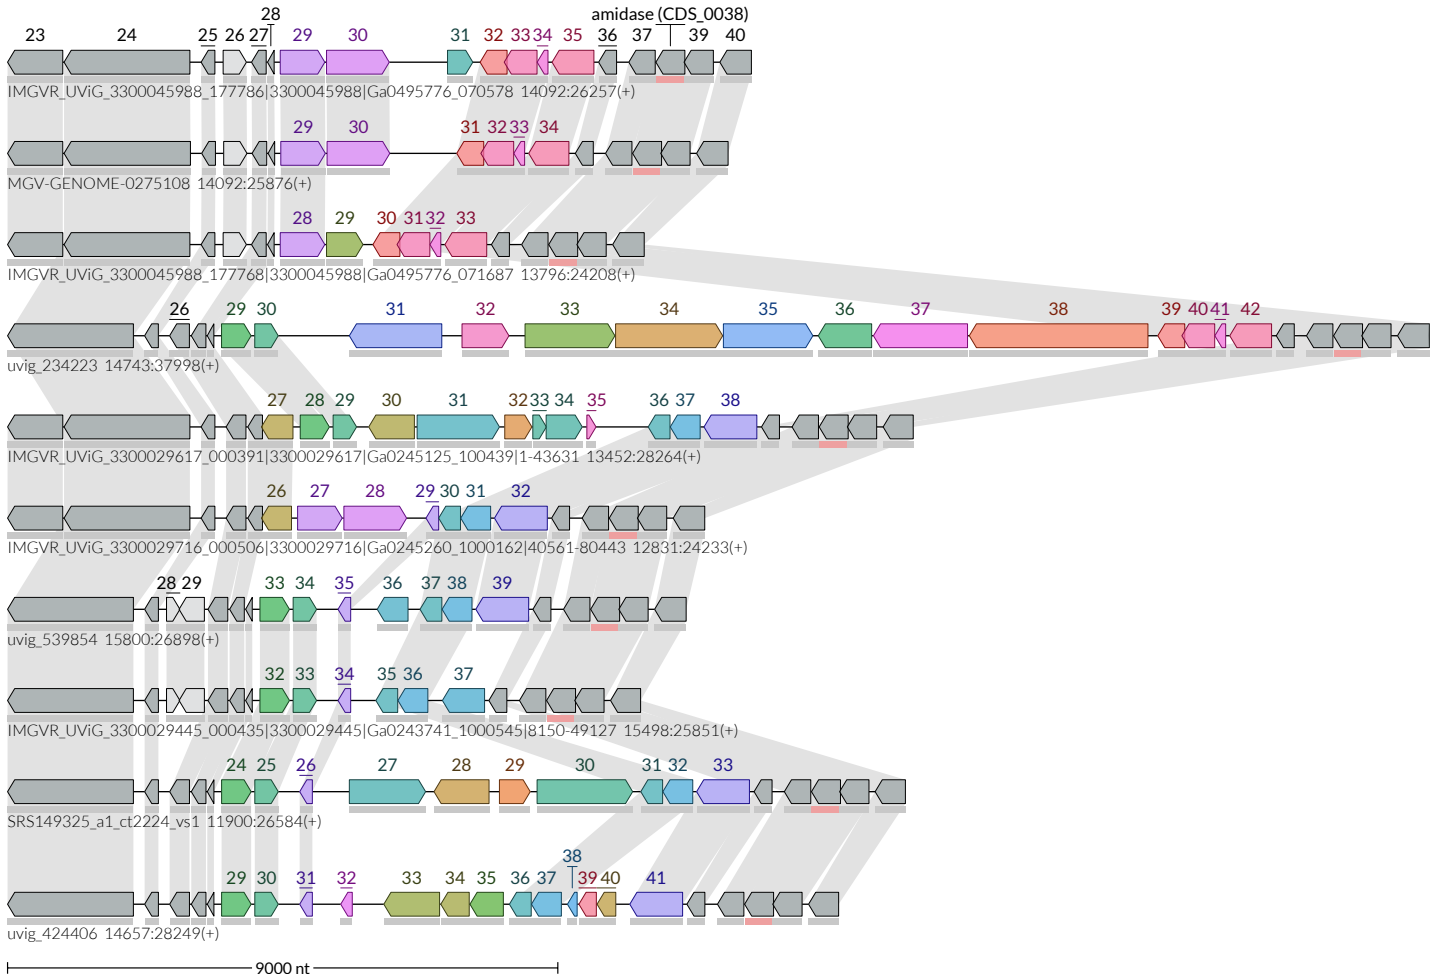 28 amidase (CDS_0038)
23 24 25 26 27 29 30 31 32 33 34 35 36 37 39 40
IMGVR_UViG_3300045988_177786|3300045988|Ga0495776_070578 14092:26257(+)
29 30 31 32 33 34
MGV-GENOME-0275108 14092:25876(+)
28 29 30 31 32 33
IMGVR_UViG_3300045988_177768|3300045988|Ga0495776_071687 13796:24208(+)
26 29 30 31 32 33 34 35 36 37 38 39 40 41 42
uvig_234223 14743:37998(+)
27 28 29 30 31 32 33 34 35 36 37 38
IMGVR_UViG_3300029617_000391|3300029617|Ga0245125_100439|1-43631 13452:28264(+)
26 27 28 29 30 31 32
IMGVR_UViG_3300029716_000506|3300029716|Ga0245260_1000162|40561-80443 12831:24233(+)
28 29 33 34 35 36 37 38 39
uvig_539854 15800:26898(+)
32 33 34 35 36 37
IMGVR_UViG_3300029445_000435|3300029445|Ga0243741_1000545|8150-49127 15498:25851(+)
24 25 26 27 28 29 30 31 32 33
SRS149325_a1_ct2224_vs1 11900:26584(+)
38
29 30 31 32 33 34 35 36 37 39 40 41
uvig_424406 14657:28249(+)
9000 nt